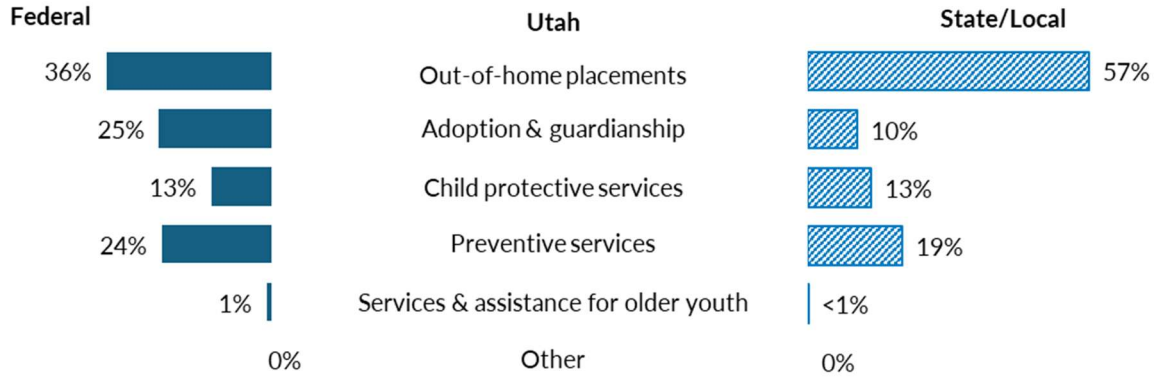 Federal Utah State/Local
36% Out-of-home placements 57%
25% Adoption & guardianship 10%
13% Child protective services 13%
24% Preventive services 19%
1% Services & assistance for older youth <1%
0% Other 0%